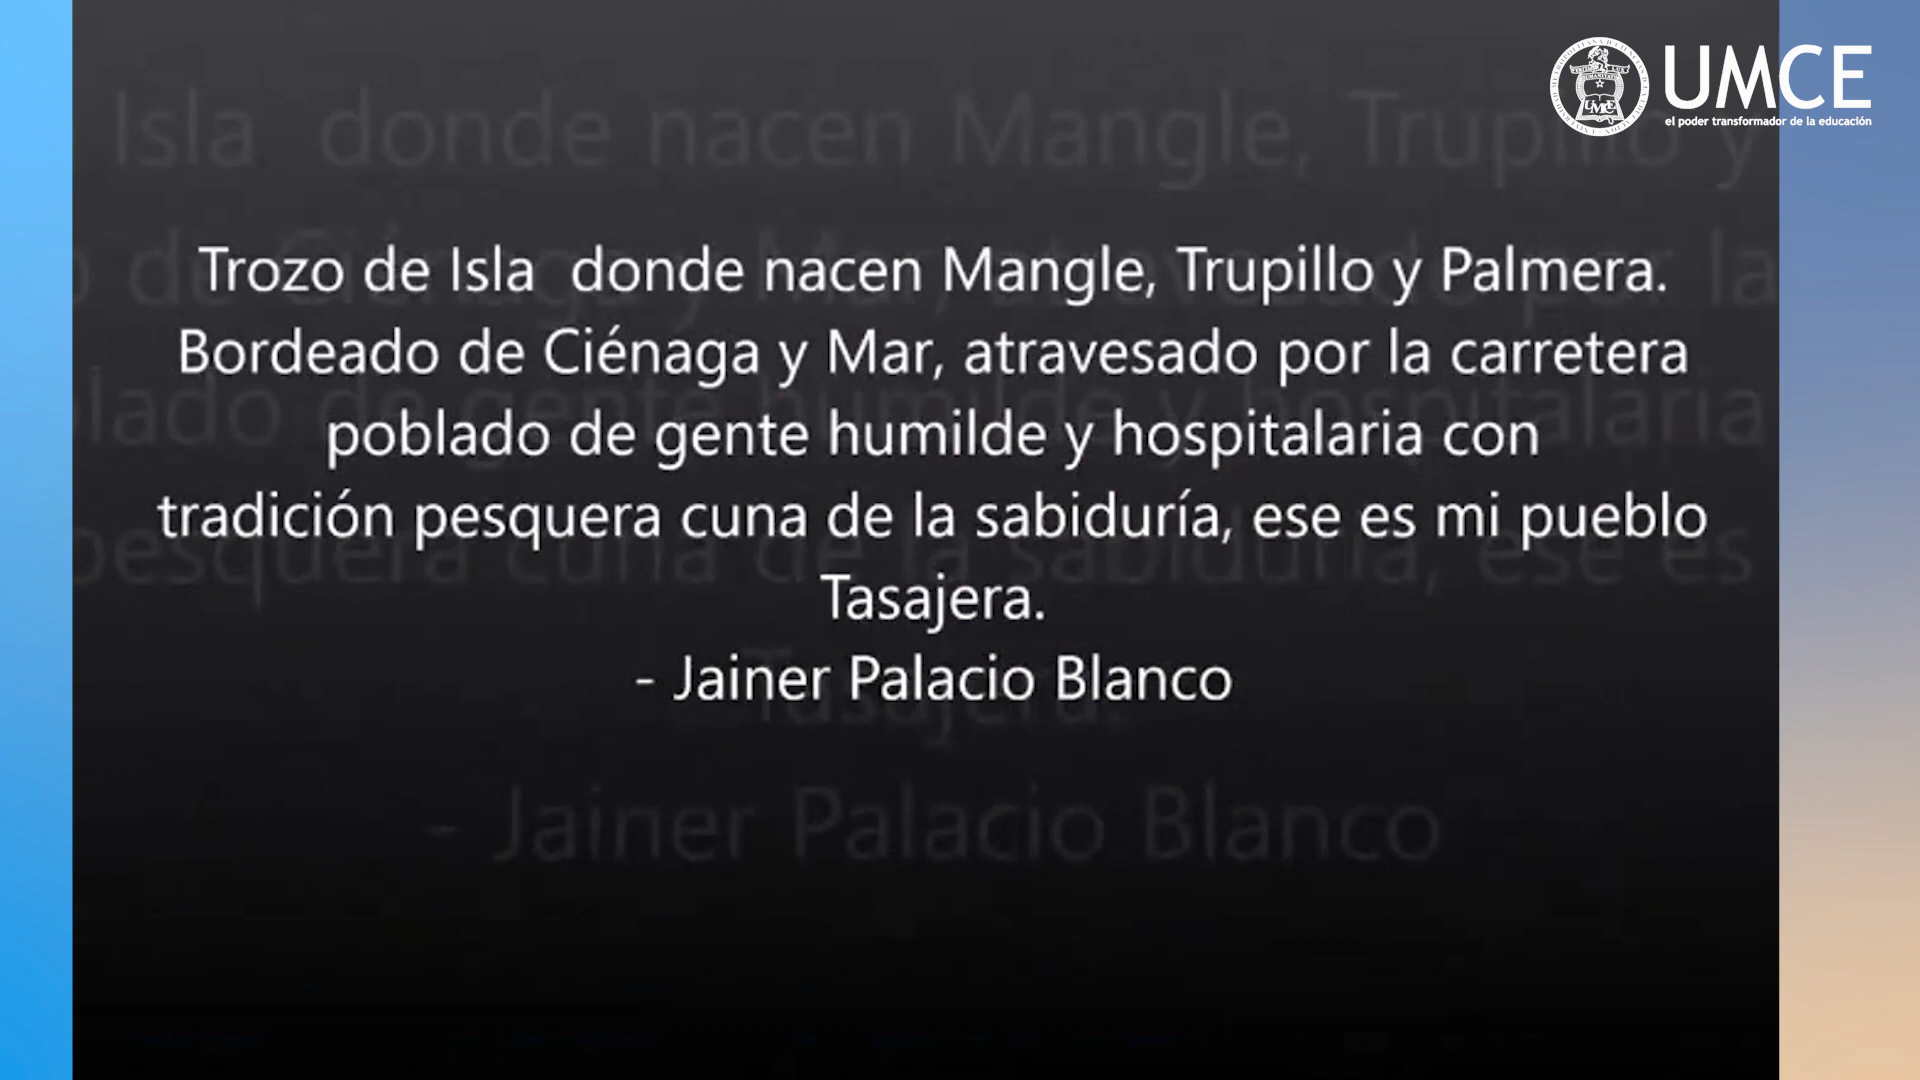 UMCE
el poder transformador de la educación
Trozo de Isla  donde nacen Mangle, Trupillo y Palmera.
Bordeado de Ciénaga y Mar, atravesado por la carretera
poblado de gente humilde y hospitalaria con
tradición pesquera cuna de la sabiduría, ese es mi pueblo
Tasajera.
- Jainer Palacio Blanco